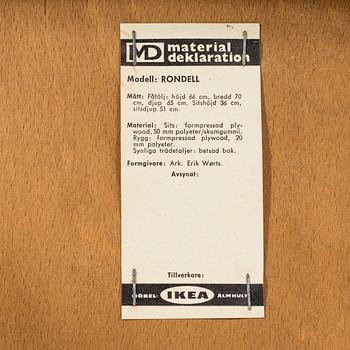 MD material
deklaration
Modell: RONDELL
Mått: Fåtölj: höjd 66 cm, bredd 70
cm, djup 65 cm. Sitshöjd 36 cm,
sitsdjup 51 cm.
Material: Sits: formpressad ply-
wood, 50 mm polyeter/skumgummi.
Rygg: formpressad plywood, 20
mm polyeter.
Synliga trädetaljer: betsad bok.
Formgivare: Ark. Erik Wørts.
Avsynat:
Tillverkare:
MÖBEL- IKEA ÄLMHULT